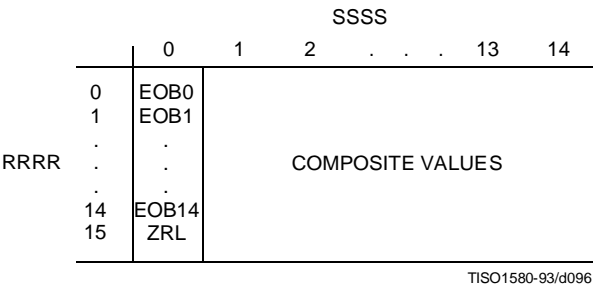 SSSS
0 1 2 . . . 13 14
0 EOB0
1 EOB1
. .
RRRR . . COMPOSITE VALUES
. .
14 EOB14
15 ZRL
TISO1580-93/d096